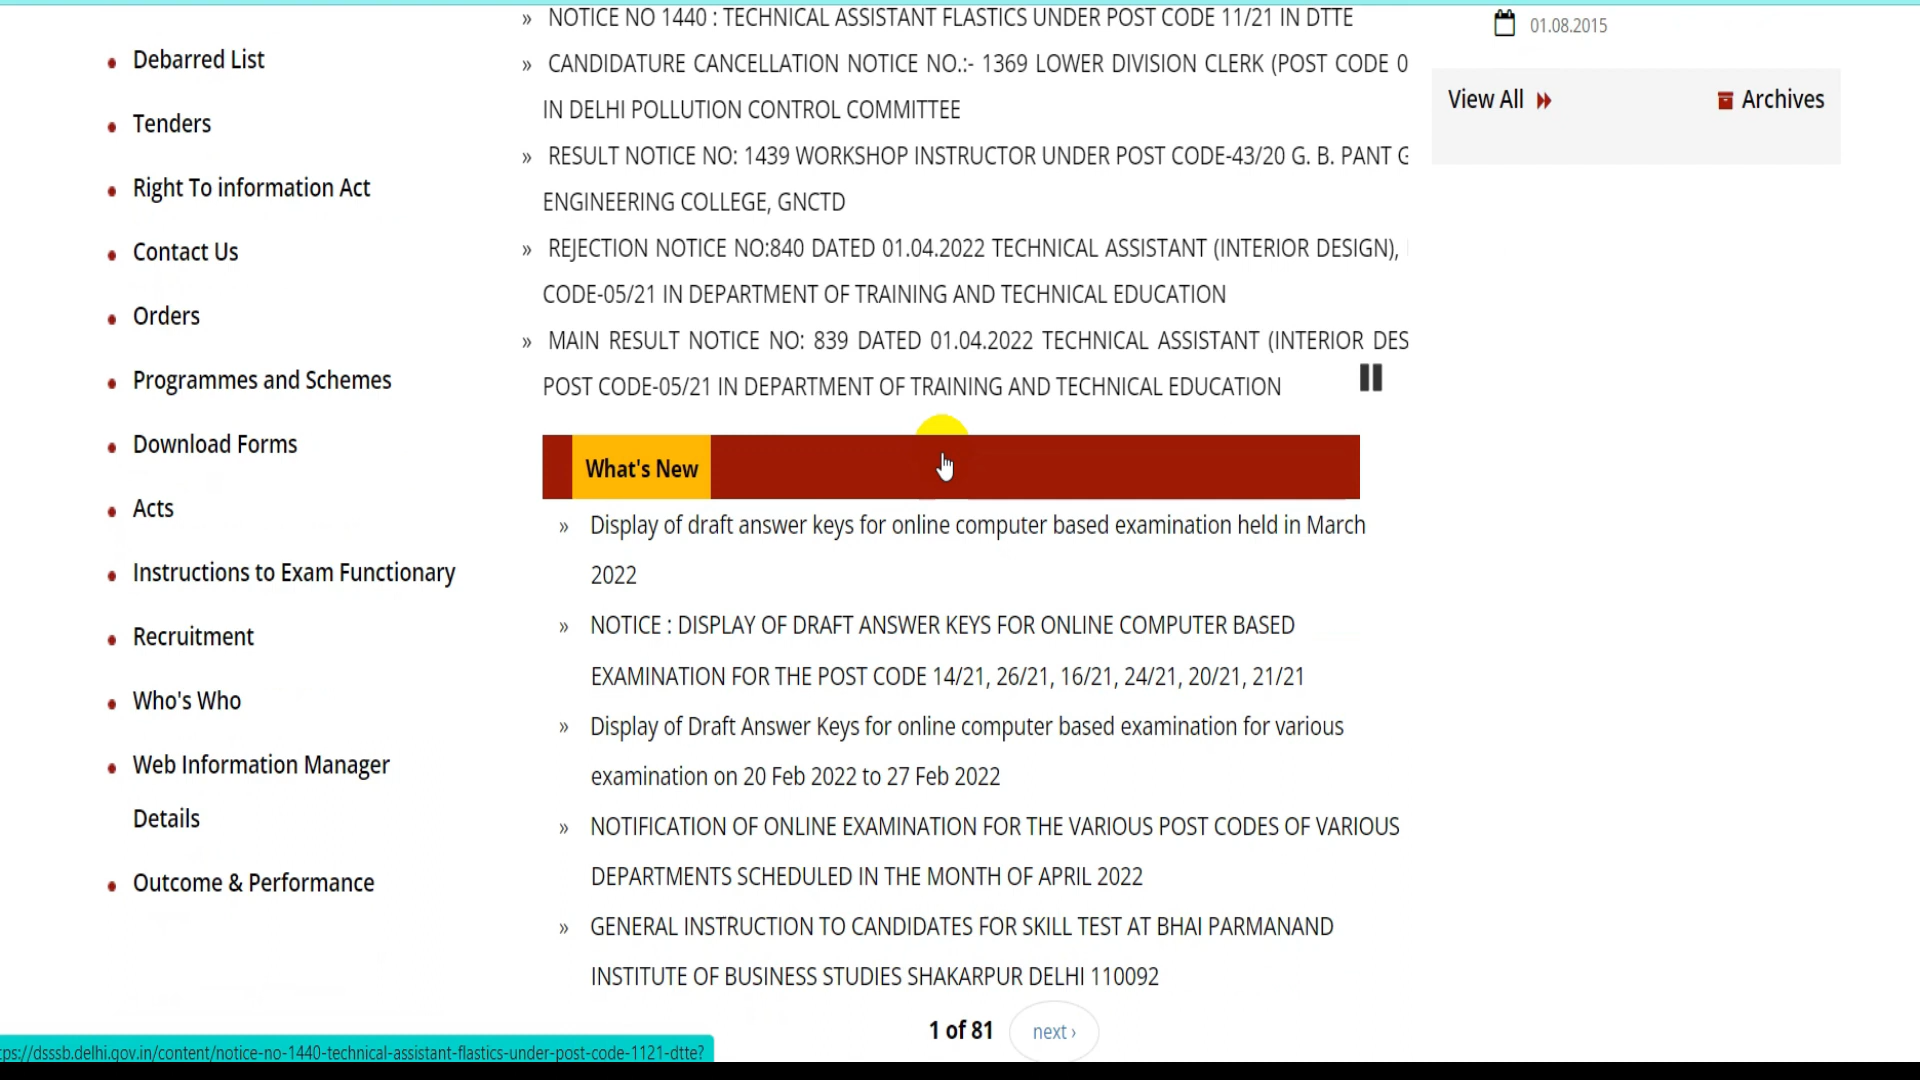 Debarred List
Tenders
Right To information Act
Contact Us
Orders
Programmes and Schemes
Download Forms
Acts
Instructions to Exam Functionary
Recruitment
Who's Who
Web Information Manager
Details
Outcome & Performance
» NOTICE NO 1440 : TECHNICAL ASSISTANT FLASTICS UNDER POST CODE 11/21 IN DTTE
» CANDIDATURE CANCELLATION NOTICE NO.:- 1369 LOWER DIVISION CLERK (POST CODE 0
IN DELHI POLLUTION CONTROL COMMITTEE
» RESULT NOTICE NO: 1439 WORKSHOP INSTRUCTOR UNDER POST CODE-43/20 G. B. PANT G
ENGINEERING COLLEGE, GNCTD
» REJECTION NOTICE NO:840 DATED 01.04.2022 TECHNICAL ASSISTANT (INTERIOR DESIGN),
CODE-05/21 IN DEPARTMENT OF TRAINING AND TECHNICAL EDUCATION
» MAIN RESULT NOTICE NO: 839 DATED 01.04.2022 TECHNICAL ASSISTANT (INTERIOR DES
POST CODE-05/21 IN DEPARTMENT OF TRAINING AND TECHNICAL EDUCATION
What's New
» Display of draft answer keys for online computer based examination held in March
2022
» NOTICE : DISPLAY OF DRAFT ANSWER KEYS FOR ONLINE COMPUTER BASED
EXAMINATION FOR THE POST CODE 14/21, 26/21, 16/21, 24/21, 20/21, 21/21
» Display of Draft Answer Keys for online computer based examination for various
examination on 20 Feb 2022 to 27 Feb 2022
» NOTIFICATION OF ONLINE EXAMINATION FOR THE VARIOUS POST CODES OF VARIOUS
DEPARTMENTS SCHEDULED IN THE MONTH OF APRIL 2022
» GENERAL INSTRUCTION TO CANDIDATES FOR SKILL TEST AT BHAI PARMANAND
INSTITUTE OF BUSINESS STUDIES SHAKARPUR DELHI 110092
1 of 81 next ›
01.08.2015
View All Archives
ps://dsssb.delhi.gov.in/content/notice-no-1440-technical-assistant-flastics-under-post-code-1121-dtte?